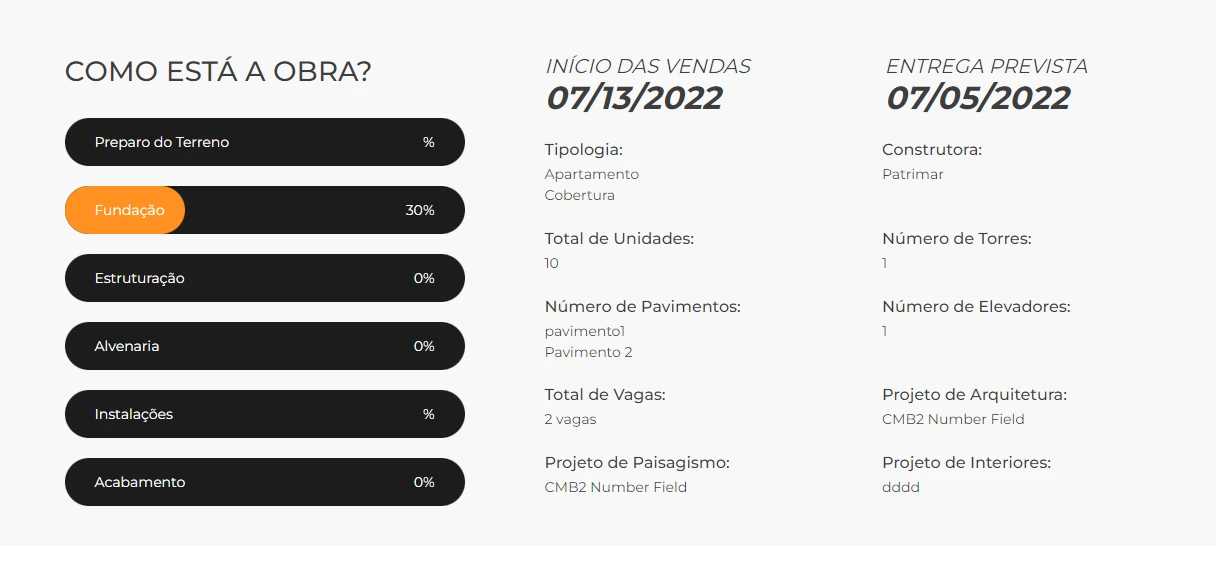 COMO ESTÁ A OBRA?
Preparo do Terreno %
Fundação 30%
Estruturação 0%
Alvenaria 0%
Instalações %
Acabamento 0%
INÍCIO DAS VENDAS
07/13/2022
ENTREGA PREVISTA
07/05/2022
Tipologia:
Apartamento
Cobertura
Construtora:
Patrimar
Total de Unidades:
10
Número de Torres:
1
Número de Pavimentos:
pavimento1
Pavimento 2
Número de Elevadores:
1
Total de Vagas:
2 vagas
Projeto de Arquitetura:
CMB2 Number Field
Projeto de Paisagismo:
CMB2 Number Field
Projeto de Interiores:
dddd